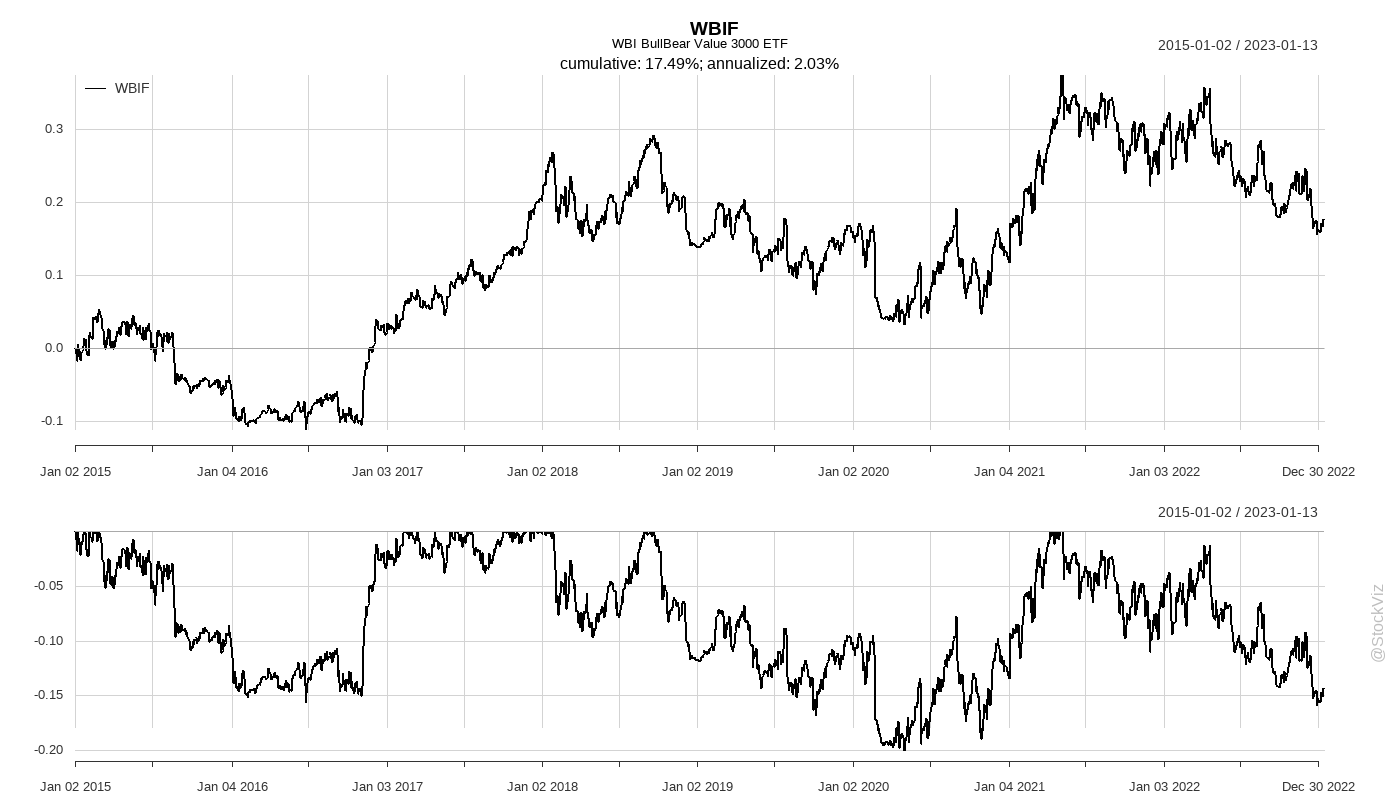 WBIF
WBI BullBear Value 3000 ETF
2015-01-02 / 2023-01-13
cumulative: 17.49%; annualized: 2.03%
WBIF
0.3
0.2
0.1
0.0
-0.1
Jan 02 2015 Jan 04 2016 Jan 03 2017 Jan 02 2018 Jan 02 2019 Jan 02 2020 Jan 04 2021 Jan 03 2022 Dec 30 2022
2015-01-02 / 2023-01-13
-0.05
-0.10
-0.15
-0.20
Jan 02 2015 Jan 04 2016 Jan 03 2017 Jan 02 2018 Jan 02 2019 Jan 02 2020 Jan 04 2021 Jan 03 2022 Dec 30 2022
@StockViz